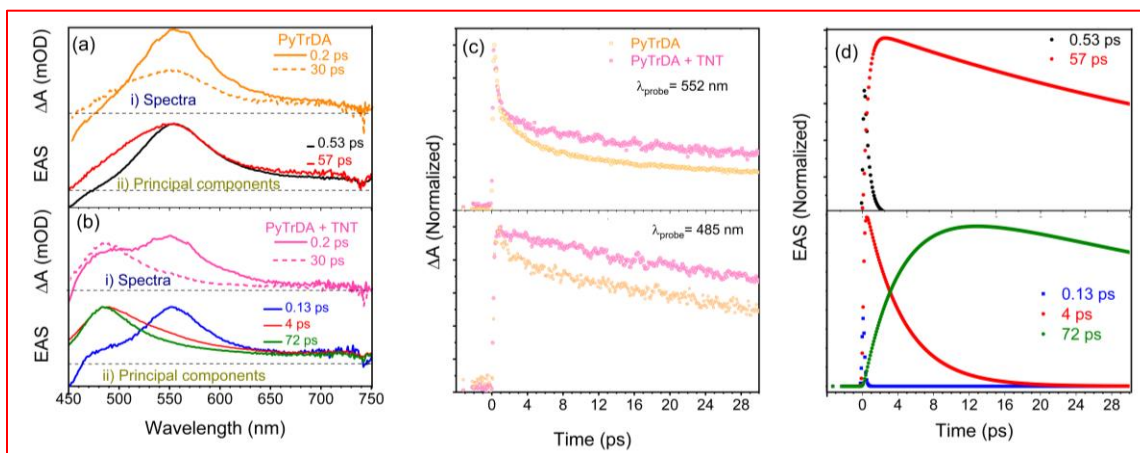 (a)
PyTrDA
0.2 ps
30 ps
i) Spectra
ΔA (mOD)
0.53 ps
57 ps
EAS
ii) Principal components
(b)
PyTrDA + TNT
0.2 ps
30 ps
i) Spectra
ΔA (mOD)
0.13 ps
4 ps
72 ps
EAS
ii) Principal components
450 500 550 600 650 700 750
Wavelength (nm)
(c)
PyTrDA
PyTrDA + TNT
λprobe= 552 nm
ΔA (Normalized)
λprobe= 485 nm
0 4 8 12 16 20 24 28
Time (ps)
(d)
0.53 ps
57 ps
EAS (Normalized)
0.13 ps
4 ps
72 ps
0 4 8 12 16 20 24 28
Time (ps)